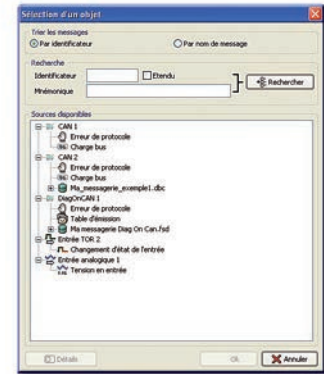 Sélection d'un objet
Trier les messages
Par identificateur
Par nom de message
Recherche
Identificateur
Etendu
Mnémonique
Rechercher
Sources disponibles
CAN 1
Erreur de protocole
Charge bus
CAN 2
Erreur de protocole
Charge bus
Ma_messagerie_exemple1.dbc
DiagOnCAN 1
Erreur de protocole
Table d'émission
Ma messagerie Diag On Can.fsd
Entrée TOR 2
Changement d'état de l'entrée
Entrée analogique 1
Tension en entrée
Détails
Ok
Annuler